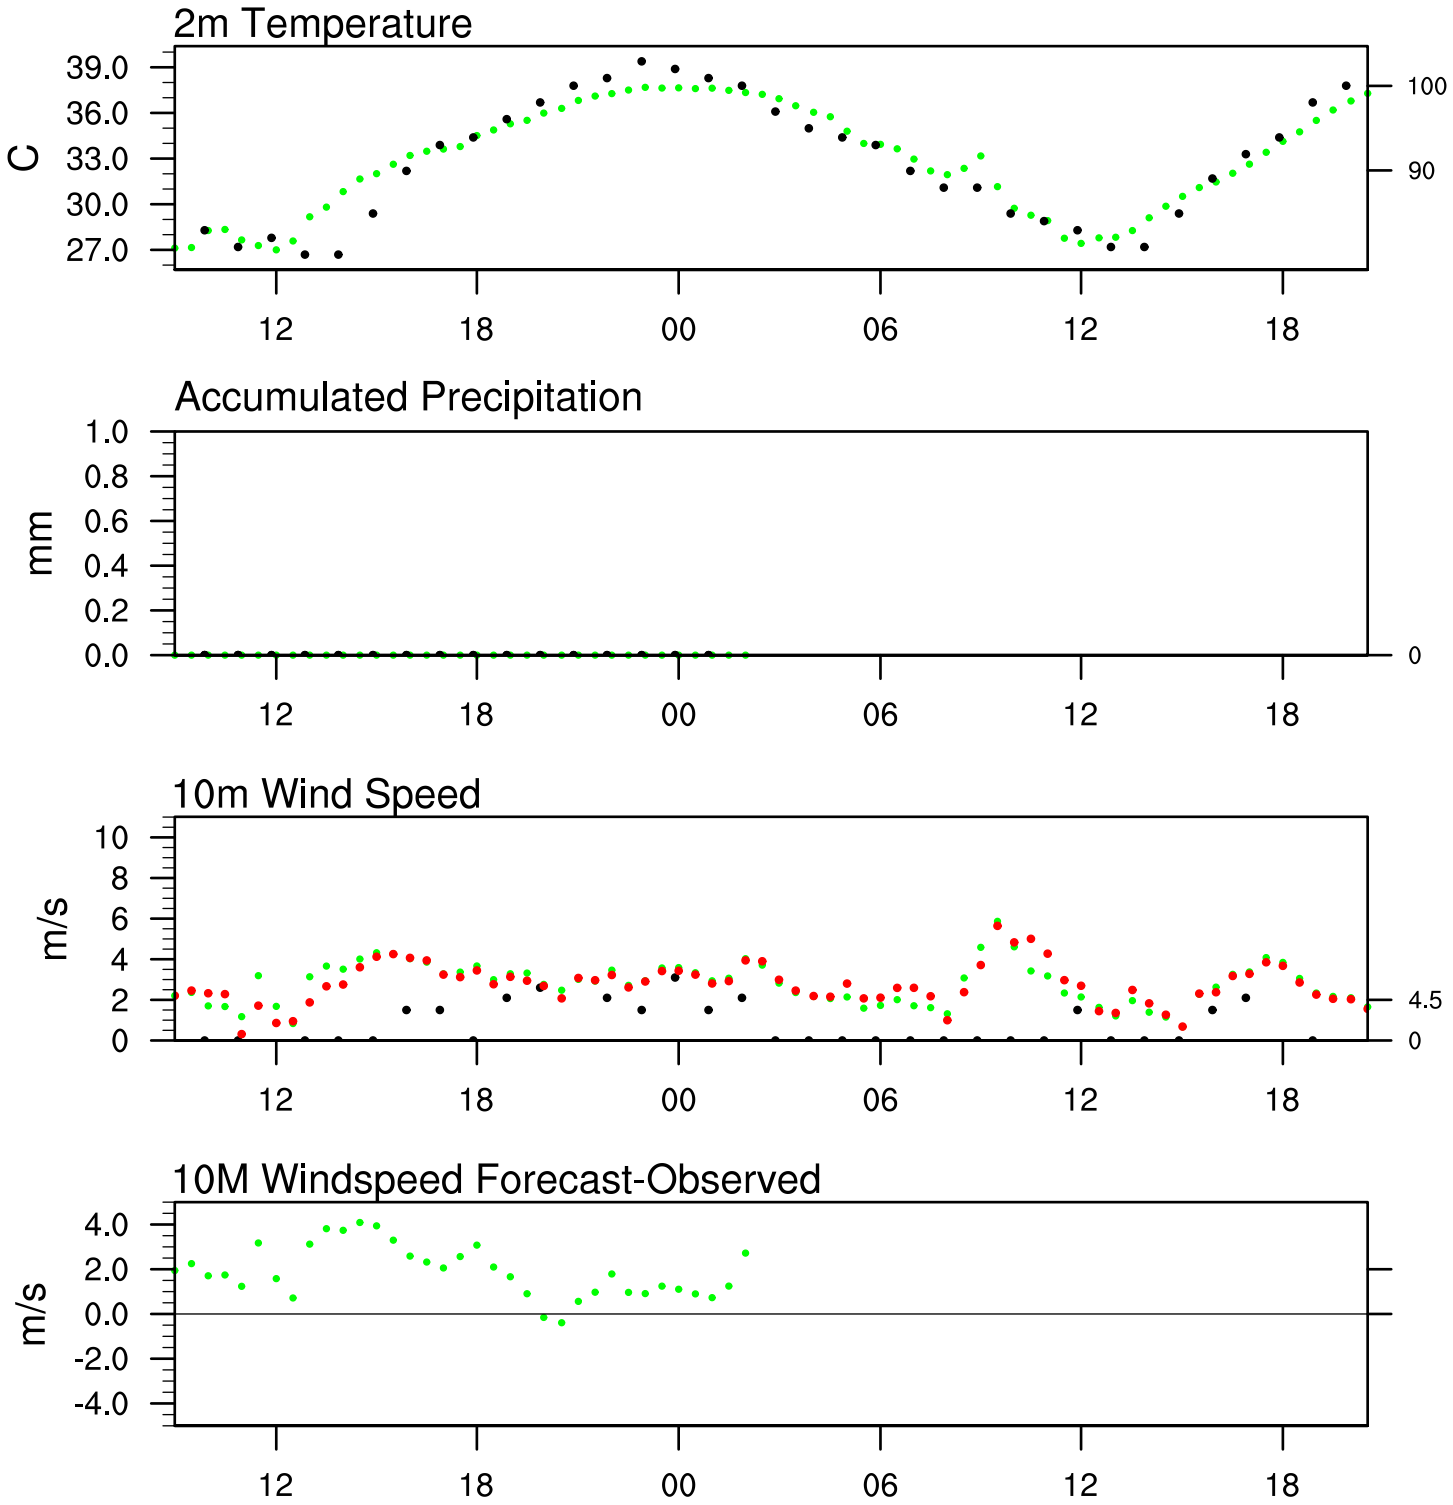 2m Temperature
39.0
36.0
33.0
30.0
27.0
C
100
90
12 18 00 06 12 18
Accumulated Precipitation
1.0
0.8
0.6
0.4
0.2
0.0
mm
0
12 18 00 06 12 18
10m Wind Speed
10
8
6
4
2
0
m/s
4.5
0
12 18 00 06 12 18
10M Windspeed Forecast-Observed
4.0
2.0
0.0
-2.0
-4.0
m/s
12 18 00 06 12 18